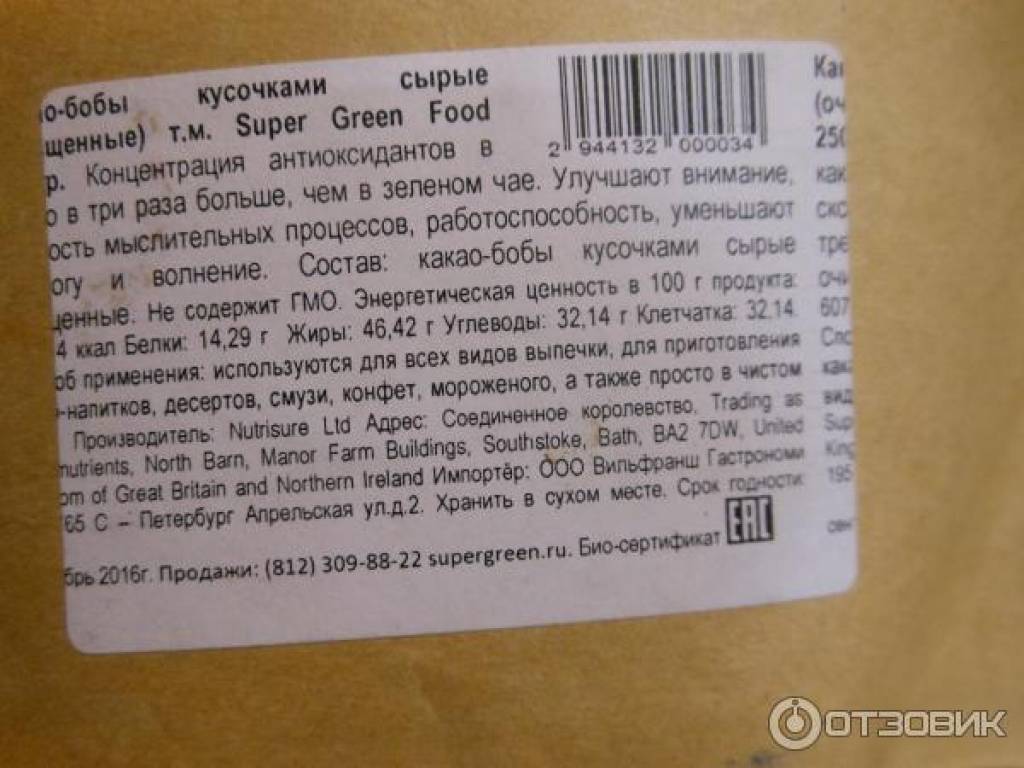 о-бобы кусочками сырые
щенные) т.м. Super Green Food
р. Концентрация антиоксидантов в
о в три раза больше, чем в зеленом чае. Улучшают внимание,
ость мыслительных процессов, работоспособность, уменьшают
огу и волнение. Состав: какао-бобы кусочками сырые
ценные. Не содержит ГМО. Энергетическая ценность в 100 г продукта:
4 ккал Белки: 14,29 г Жиры: 46,42 г Углеводы: 32,14 г Клетчатка: 32,14.
об применения: используются для всех видов выпечки, для приготовления
-напитков, десертов, смузи, конфет, мороженого, а также просто в чистом
Производитель: Nutrisure Ltd Адрес: Соединенное королевство, Trading as
nutrients, North Barn, Manor Farm Buildings, Southstoke, Bath, BA2 7DW, United
om of Great Britain and Northern Ireland Импортёр: ООО Вильфранш Гастрономи
65 С – Петербург Апрельская ул.д.2. Хранить в сухом месте. Срок годности:
брь 2016г. Продажи: (812) 309-88-22 supergreen.ru. Био-сертификат
EAC
2 944132 000034
Ка
(оч
250
как
ско
тре
очи
607
Спо
кака
вид
Sup
King
195
сен
ОТЗОВИК